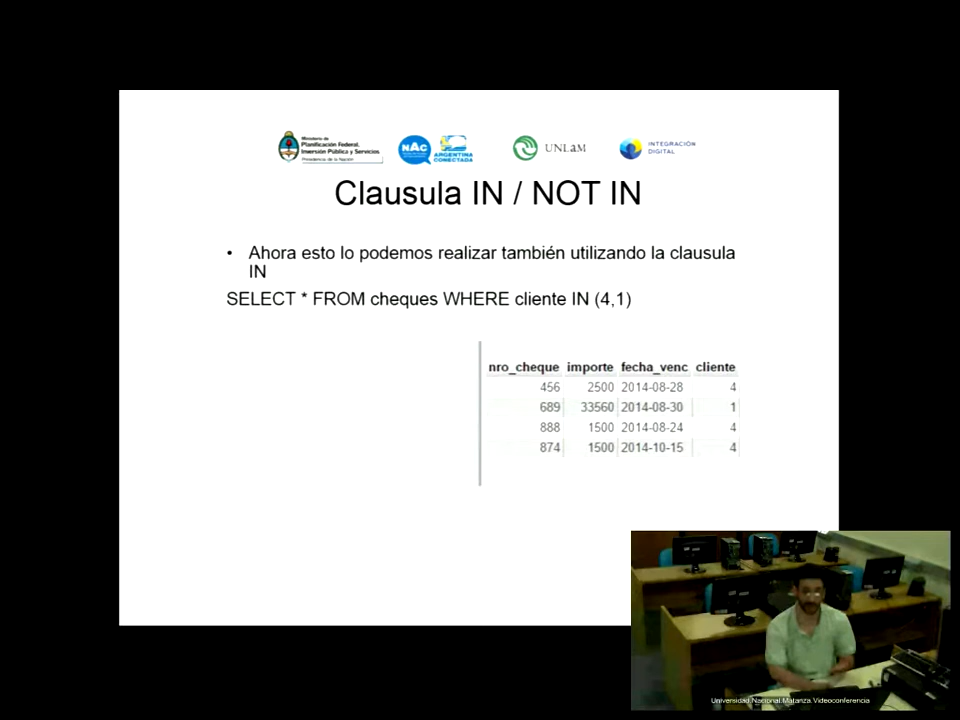 Ministerio de
Planificación Federal,
Inversión Pública y Servicios
Presidencia de la Nación
NAC
ARGENTINA
CONECTADA
UNLaM
INTEGRACIÓN
DIGITAL
Clausula IN / NOT IN
• Ahora esto lo podemos realizar también utilizando la clausula
IN
SELECT * FROM cheques WHERE cliente IN (4,1)
nro_cheque importe fecha_venc cliente
456 2500 2014-08-28 4
689 33560 2014-08-30 1
888 1500 2014-08-24 4
874 1500 2014-10-15 4
Universidad.Nacional.Matanza.Videoconferencia